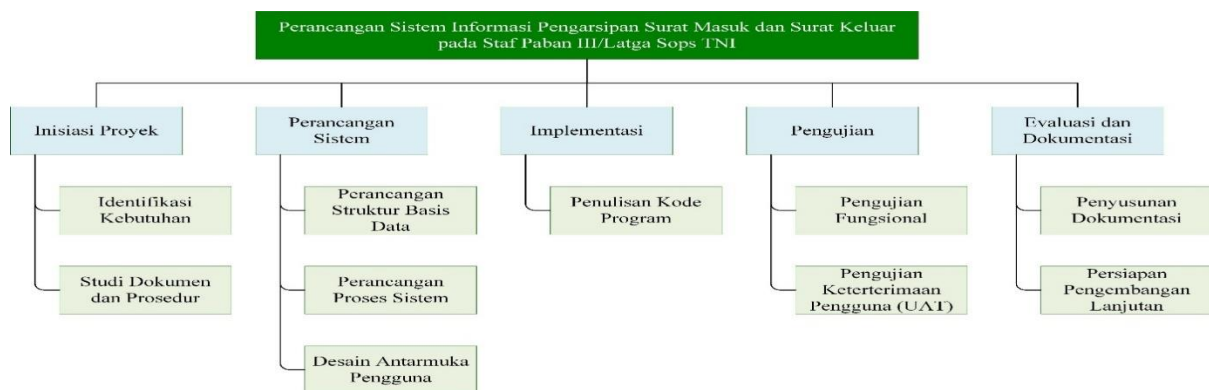 Perancangan Sistem Informasi Pengarsipan Surat Masuk dan Surat Keluar
pada Staf Paban III/Latga Sops TNI
Inisiasi Proyek
Perancangan
Sistem
Implementasi
Pengujian
Evaluasi dan
Dokumentasi
Identifikasi
Kebutuhan
Perancangan
Struktur Basis
Data
Penulisan Kode
Program
Pengujian
Fungsional
Penyusunan
Dokumentasi
Studi Dokumen
dan Prosedur
Perancangan
Proses Sistem
Pengujian
Keterterimaan
Pengguna (UAT)
Persiapan
Pengembangan
Lanjutan
Desain Antarmuka
Pengguna